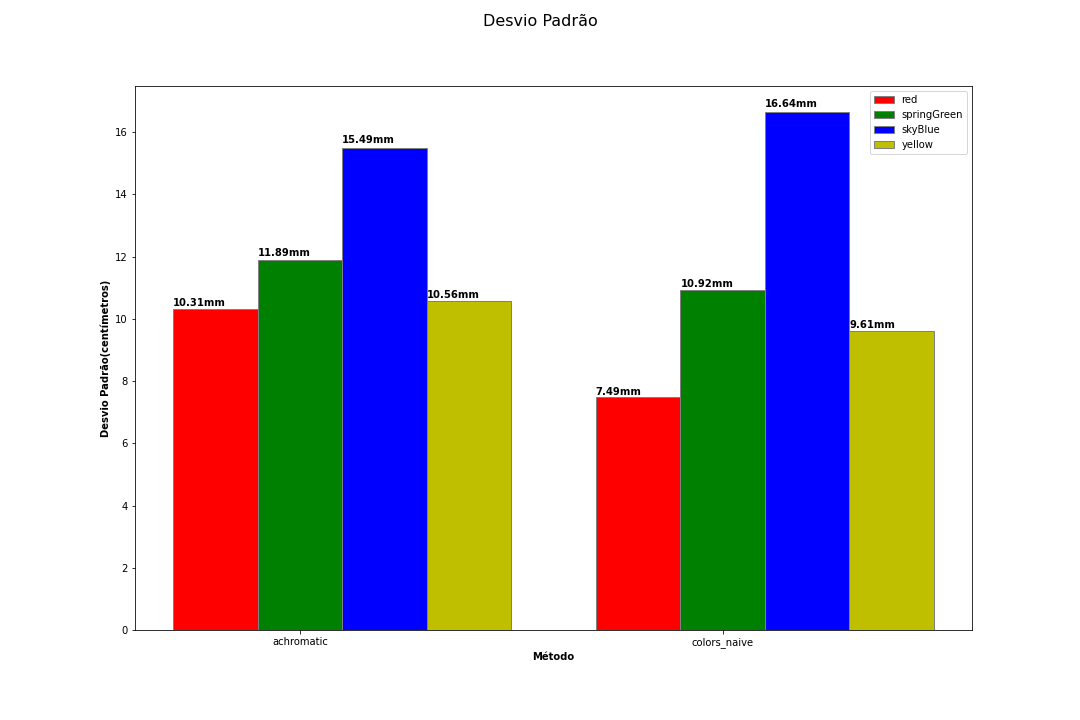 Desvio Padrão
red
springGreen
skyBlue
yellow
16.64mm
15.49mm
11.89mm
10.31mm
10.56mm
10.92mm
9.61mm
7.49mm
Desvio Padrão(centímetros)
16
14
12
10
8
6
4
2
0
achromatic
colors_naive
Método